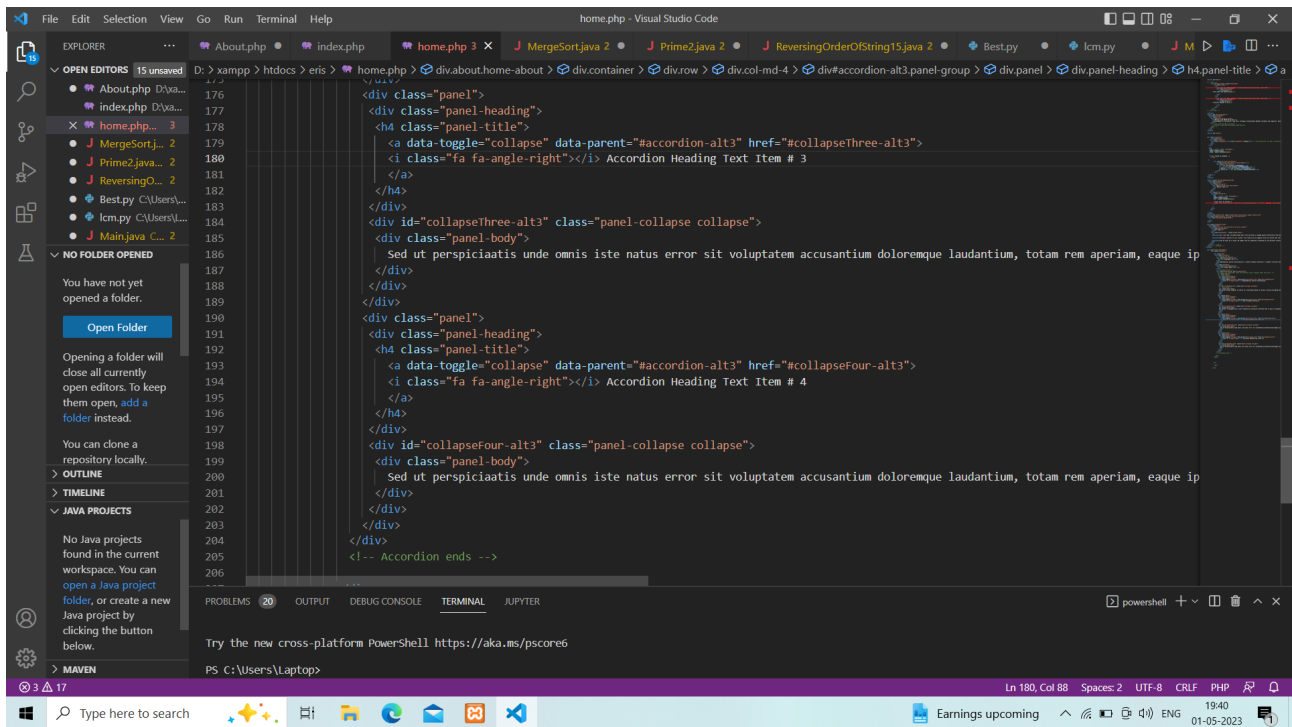 File Edit Selection View Go Run Terminal Help home.php - Visual Studio Code
EXPLORER ···
About.php index.php home.php 3 MergeSort.java 2 Prime2.java 2 ReversingOrderOfString15.java 2 Best.py lcm.py M
OPEN EDITORS 15 unsaved
D: > xampp > htdocs > eris > home.php > div.about.home-about > div.container > div.row > div.col-md-4 > div#accordion-alt3.panel-group > div.panel > div.panel-heading > h4.panel-title > a
15
About.php D:\xa...
index.php D:\xa...
home.php... 3
MergeSort.j... 2
Prime2.java... 2
ReversingO... 2
Best.py C:\Users\...
lcm.py C:\Users\L...
Main.java C... 2
NO FOLDER OPENED
You have not yet
opened a folder.
Open Folder
Opening a folder will
close all currently
open editors. To keep
them open, add a
folder instead.
You can clone a
repository locally.
OUTLINE
TIMELINE
JAVA PROJECTS
No Java projects
found in the current
workspace. You can
open a Java project
folder, or create a new
Java project by
clicking the button
below.
MAVEN
176 <div class="panel">
177 <div class="panel-heading">
178 <h4 class="panel-title">
179 <a data-toggle="collapse" data-parent="#accordion-alt3" href="#collapseThree-alt3">
180 <i class="fa fa-angle-right"></i> Accordion Heading Text Item # 3
181 </a>
182 </h4>
183 </div>
184 <div id="collapseThree-alt3" class="panel-collapse collapse">
185 <div class="panel-body">
186 Sed ut perspiciaatis unde omnis iste natus error sit voluptatem accusantium doloremque laudantium, totam rem aperiam, eaque ip
187 </div>
188 </div>
189 </div>
190 <div class="panel">
191 <div class="panel-heading">
192 <h4 class="panel-title">
193 <a data-toggle="collapse" data-parent="#accordion-alt3" href="#collapseFour-alt3">
194 <i class="fa fa-angle-right"></i> Accordion Heading Text Item # 4
195 </a>
196 </h4>
197 </div>
198 <div id="collapseFour-alt3" class="panel-collapse collapse">
199 <div class="panel-body">
200 Sed ut perspiciaatis unde omnis iste natus error sit voluptatem accusantium doloremque laudantium, totam rem aperiam, eaque ip
201 </div>
202 </div>
203 </div>
204 </div>
205 <!-- Accordion ends -->
206
PROBLEMS 20 OUTPUT DEBUG CONSOLE TERMINAL JUPYTER powershell
Try the new cross-platform PowerShell https://aka.ms/pscore6
PS C:\Users\Laptop>
3 17 Ln 180, Col 88 Spaces: 2 UTF-8 CRLF PHP
Type here to search Earnings upcoming ENG 19:40
01-05-2023 1